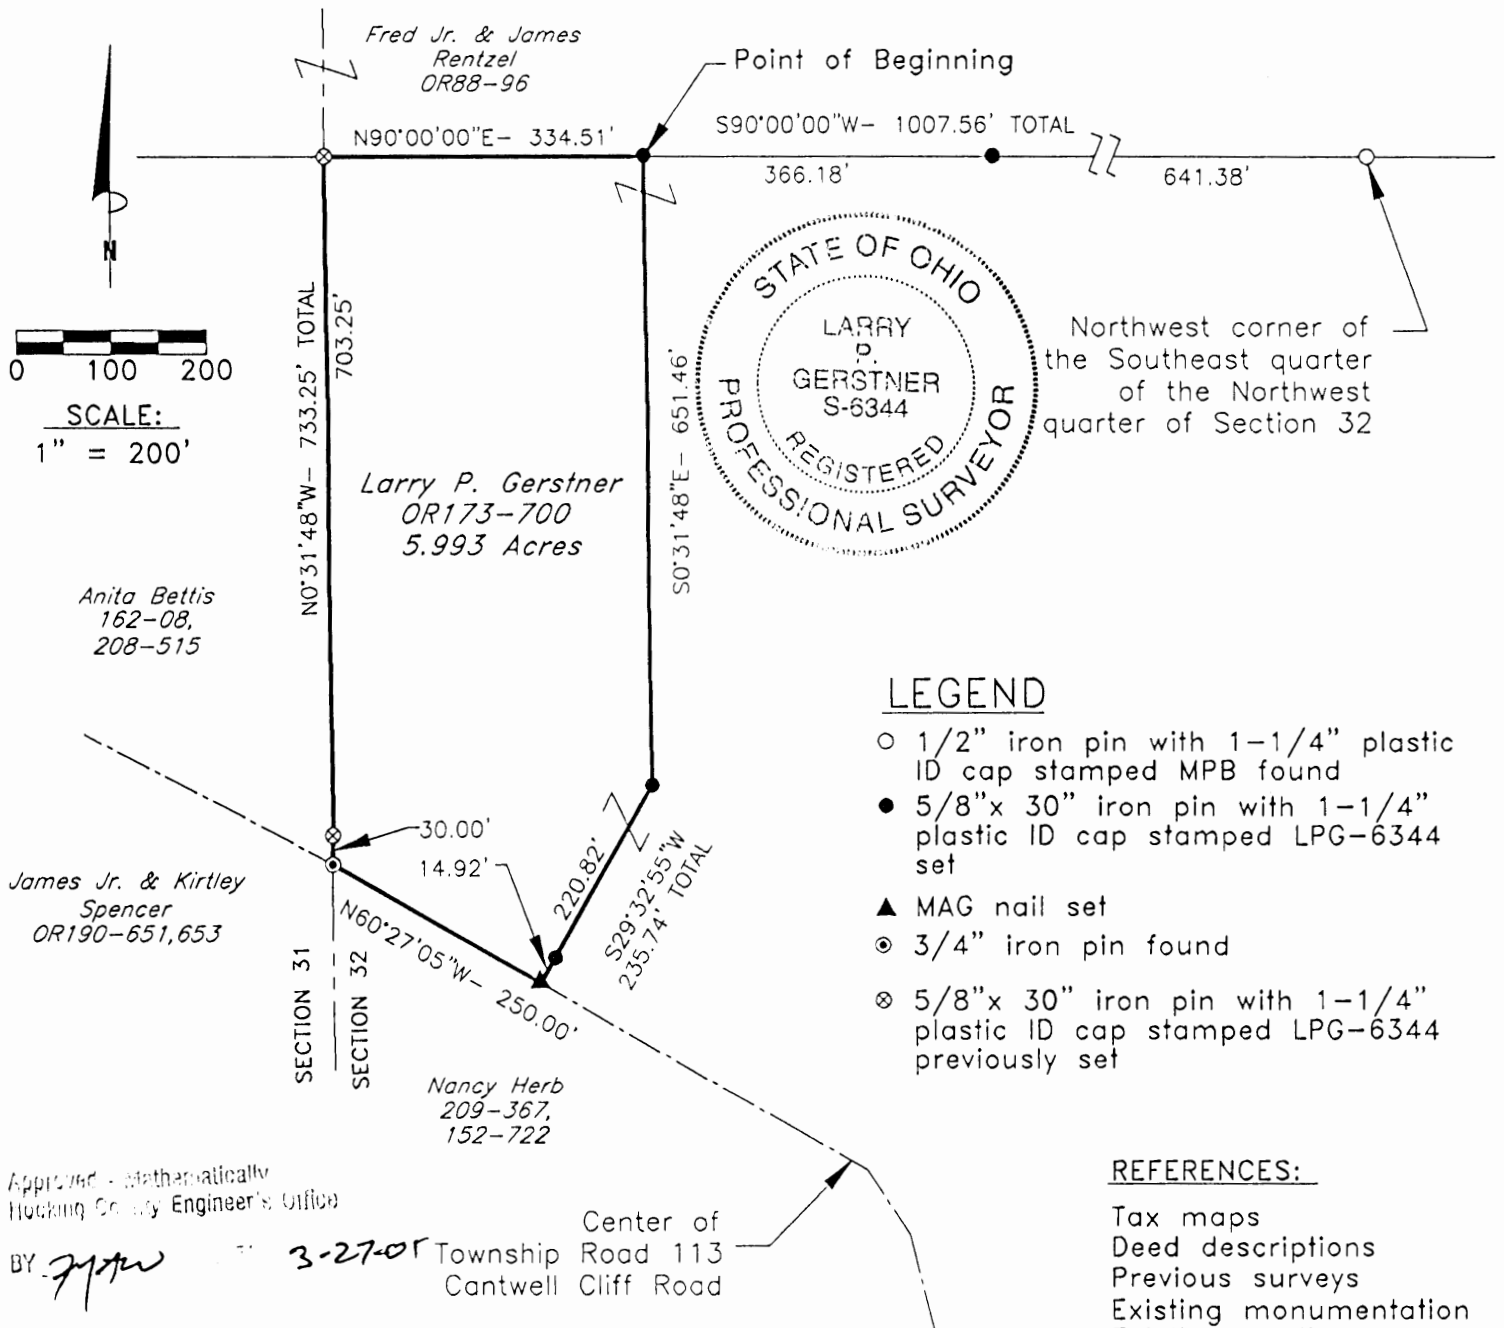 Fred Jr. & James
Rentzel
OR88-96
Point of Beginning
N90°00'00"E- 334.51'
S90°00'00"W- 1007.56' TOTAL
366.18'
641.38'
N
0 100 200
SCALE:
1" = 200'
N0°31'48"W- 733.25' TOTAL
703.25'
S0°31'48"E- 651.46'
STATE OF OHIO
LARRY
P.
GERSTNER
S-6344
REGISTERED
PROFESSIONAL SURVEYOR
Northwest corner of
the Southeast quarter
of the Northwest
quarter of Section 32
Larry P. Gerstner
OR173-700
5.993 Acres
Anita Bettis
162-08,
208-515
LEGEND
1/2" iron pin with 1-1/4" plastic
ID cap stamped MPB found
5/8"x 30" iron pin with 1-1/4"
plastic ID cap stamped LPG-6344
set
MAG nail set
3/4" iron pin found
5/8"x 30" iron pin with 1-1/4"
plastic ID cap stamped LPG-6344
previously set
30.00'
14.92'
220.82'
S29°32'55"W
235.74' TOTAL
James Jr. & Kirtley
Spencer
OR190-651,653
N60°27'05"W- 250.00'
SECTION 31
SECTION 32
Nancy Herb
209-367,
152-722
Approved - Mathematically
Hocking County Engineer's Office
BY 3-27-05
Center of
Township Road 113
Cantwell Cliff Road
REFERENCES:
Tax maps
Deed descriptions
Previous surveys
Existing monumentation